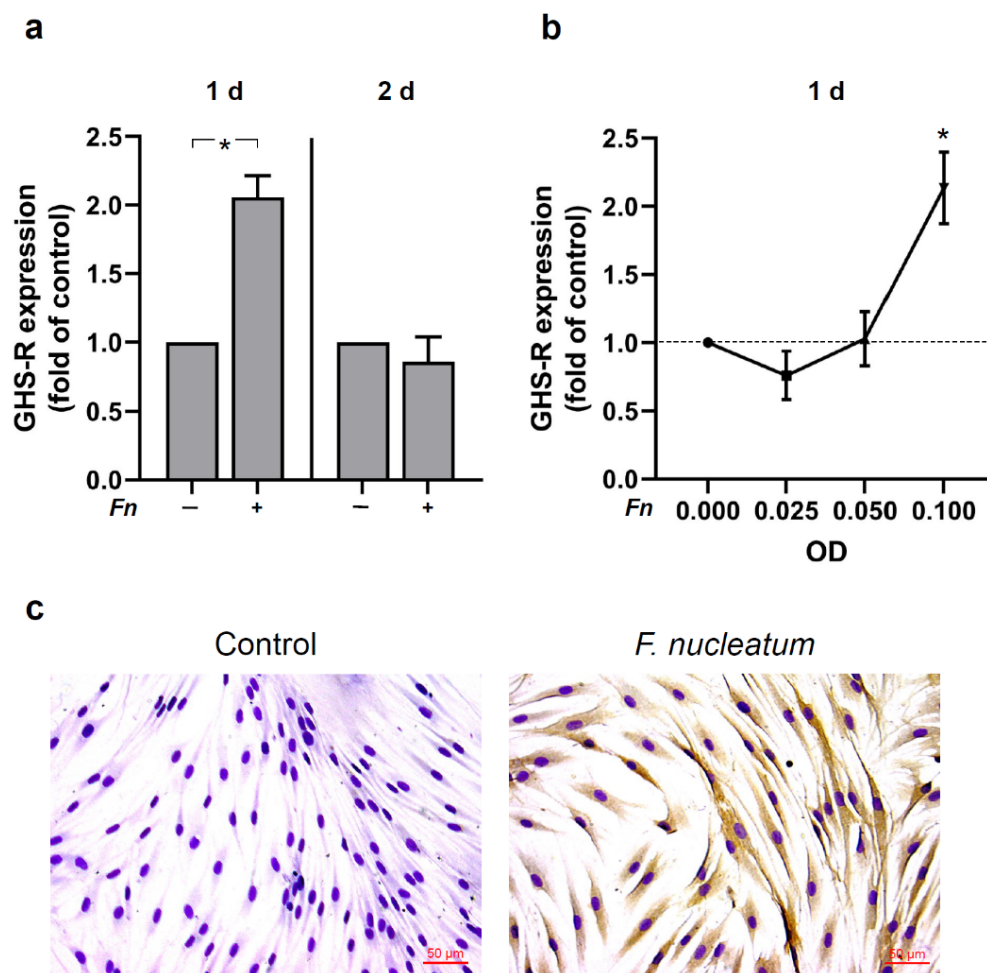 a
1 d 2 d
GHS-R expression
(fold of control)
2.5
2.0
1.5
1.0
0.5
0.0
*
Fn – + – +
b
1 d
GHS-R expression
(fold of control)
2.5
2.0
1.5
1.0
0.5
0.0
*
Fn 0.000 0.025 0.050 0.100
OD
c
Control F. nucleatum
50 µm 50 µm